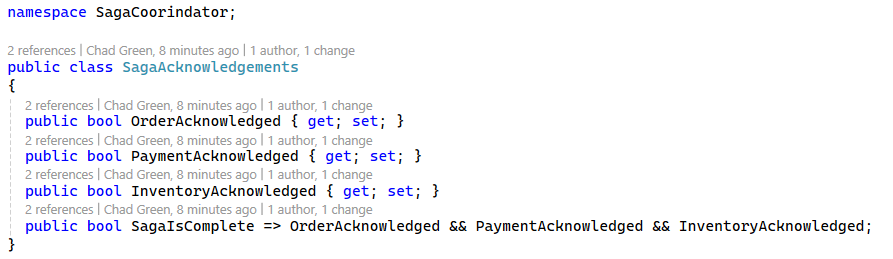 namespace SagaCoorindator;
2 references | Chad Green, 8 minutes ago | 1 author, 1 change
public class SagaAcknowledgements
{
2 references | Chad Green, 8 minutes ago | 1 author, 1 change
public bool OrderAcknowledged { get; set; }
2 references | Chad Green, 8 minutes ago | 1 author, 1 change
public bool PaymentAcknowledged { get; set; }
2 references | Chad Green, 8 minutes ago | 1 author, 1 change
public bool InventoryAcknowledged { get; set; }
2 references | Chad Green, 8 minutes ago | 1 author, 1 change
public bool SagaIsComplete => OrderAcknowledged && PaymentAcknowledged && InventoryAcknowledged;
}